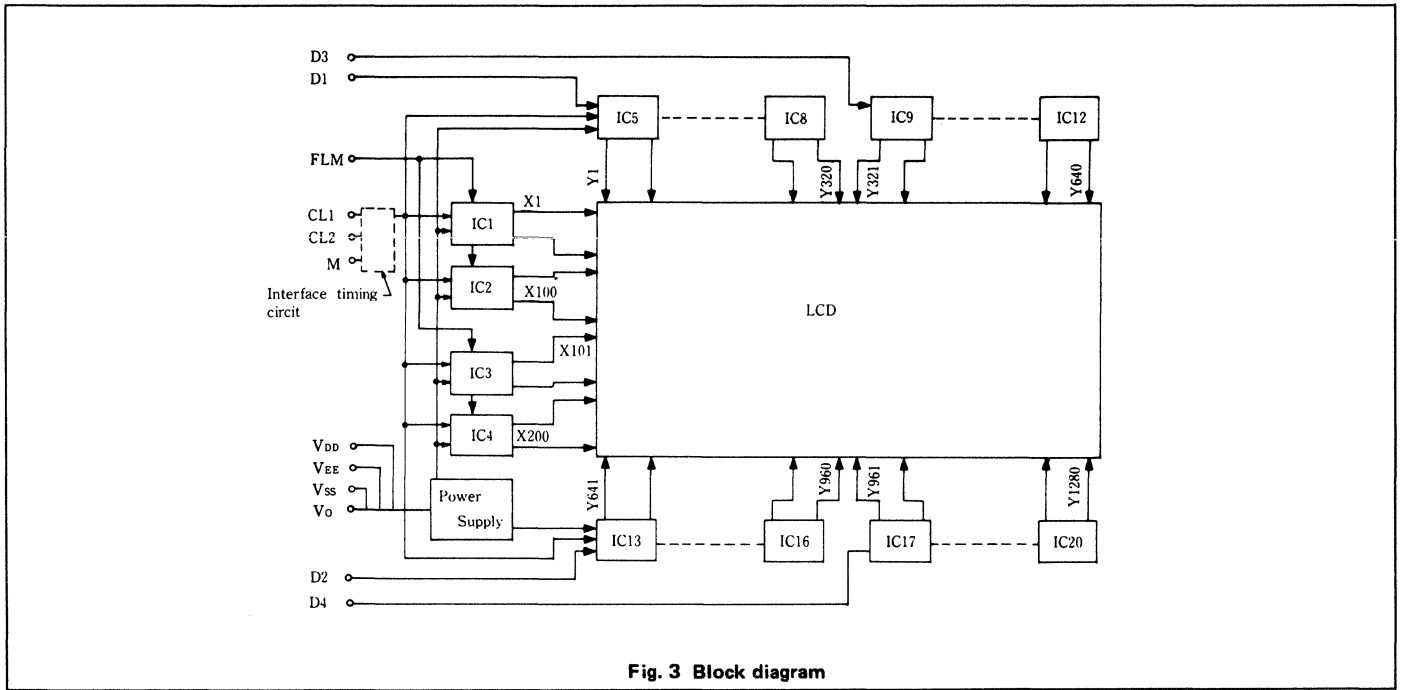 D3
D1
IC5
IC8
IC9
IC12
FLM
Y1
Y320
Y321
Y640
CL1
CL2
M
X1
IC1
Interface timing
circit
IC2
X100
LCD
X101
IC3
IC4
X200
VDD
VEE
VSS
VO
Power
Supply
Y641
Y960
Y961
Y1280
IC13
IC16
IC17
IC20
D2
D4
Fig. 3 Block diagram